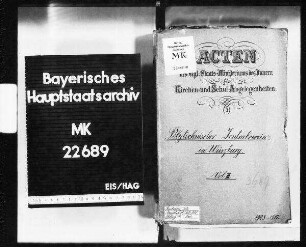 Bayerisches
Hauptstaatsarchiv
MK
22689
EIS/HAG
MK
ACTEN
des kgl. Staats-Ministeriums des Innern
für
Kirchen und Schul-Angelegenheiten
Polytechnischer Zentralverein
in Würzburg